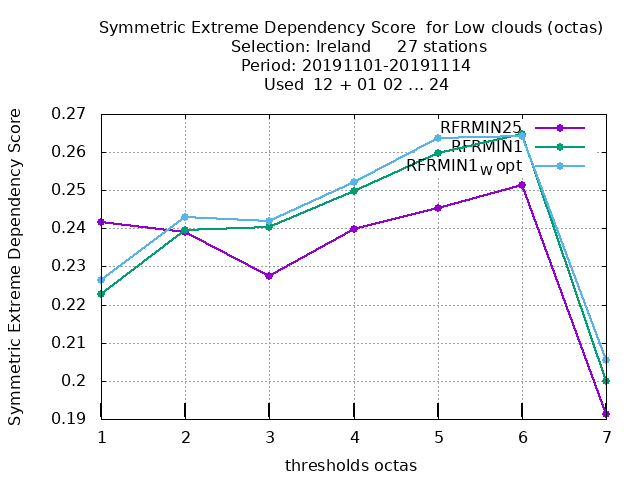 Symmetric Extreme Dependency Score  for Low clouds (octas)
Selection: Ireland     27 stations
Period: 20191101-20191114
Used  12 + 01 02 ... 24
Symmetric Extreme Dependency Score
0.27
0.26
0.25
0.24
0.23
0.22
0.21
0.2
0.19
RFRMIN25
RFRMIN1
RFRMIN1W opt
1 2 3 4 5 6 7
thresholds octas